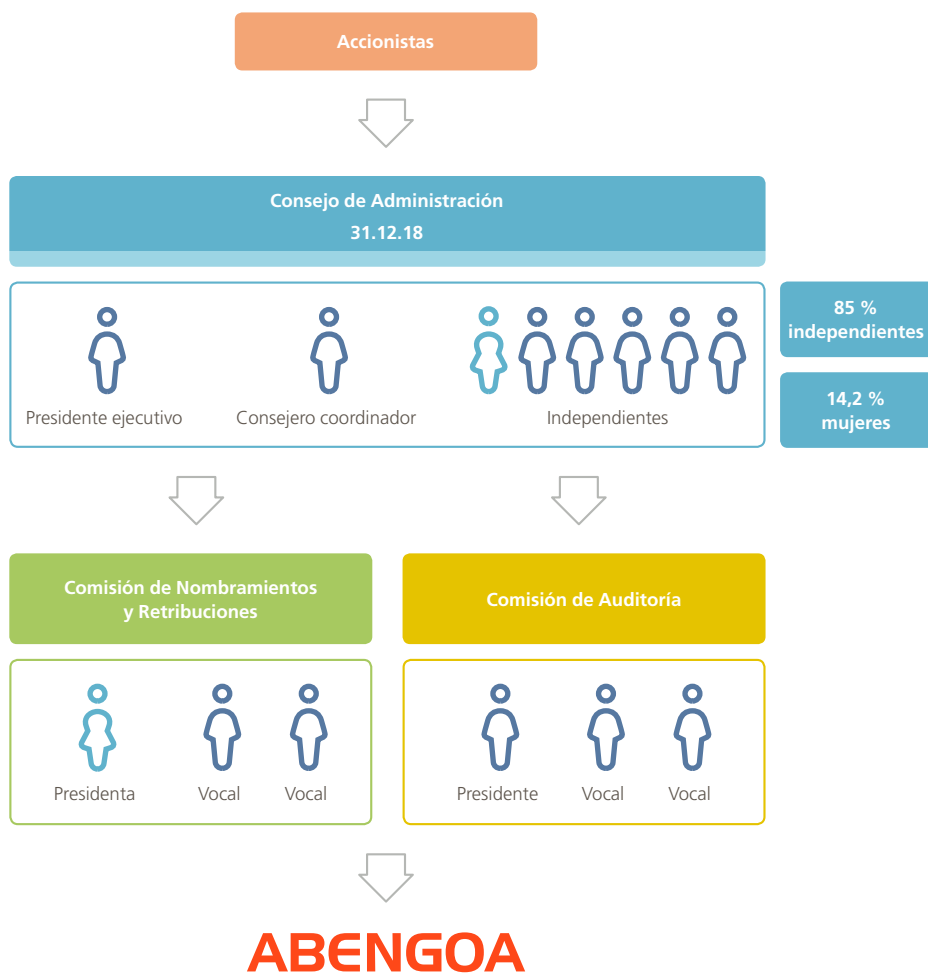 Accionistas
Consejo de Administración
31.12.18
85 %
independientes
14,2 %
mujeres
Presidente ejecutivo
Consejero coordinador
Independientes
Comisión de Nombramientos
y Retribuciones
Comisión de Auditoría
Presidenta
Vocal
Vocal
Presidente
Vocal
Vocal
ABENGOA